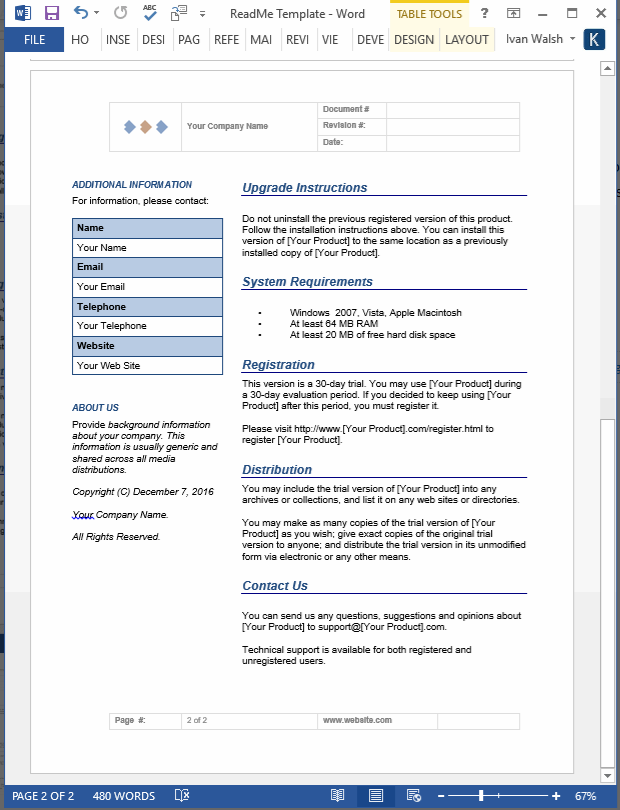 ReadMe Template - Word
TABLE TOOLS
FILE HO INSE DESI PAG REFE MAI REVI VIE DEVE DESIGN LAYOUT Ivan Walsh K
Your Company Name
Document #
Revision #:
Date:
ADDITIONAL INFORMATION
For information, please contact:
Name
Your Name
Email
Your Email
Telephone
Your Telephone
Website
Your Web Site
ABOUT US
Provide background information
about your company. This
information is usually generic and
shared across all media
distributions.
Copyright (C) December 7, 2016
Your Company Name.
All Rights Reserved.
Upgrade Instructions
Do not uninstall the previous registered version of this product.
Follow the installation instructions above. You can install this
version of [Your Product] to the same location as a previously
installed copy of [Your Product].
System Requirements
• Windows 2007, Vista, Apple Macintosh
• At least 64 MB RAM
• At least 20 MB of free hard disk space
Registration
This version is a 30-day trial. You may use [Your Product] during
a 30-day evaluation period. If you decided to keep using [Your
Product] after this period, you must register it.
Please visit http://www.[Your Product].com/register.html to
register [Your Product].
Distribution
You may include the trial version of [Your Product] into any
archives or collections, and list it on any web sites or directories.
You may make as many copies of the trial version of [Your
Product] as you wish; give exact copies of the original trial
version to anyone; and distribute the trial version in its unmodified
form via electronic or any other means.
Contact Us
You can send us any questions, suggestions and opinions about
[Your Product] to support@[Your Product].com.
Technical support is available for both registered and
unregistered users.
Page #: 2 of 2 www.website.com
PAGE 2 OF 2 480 WORDS 67%